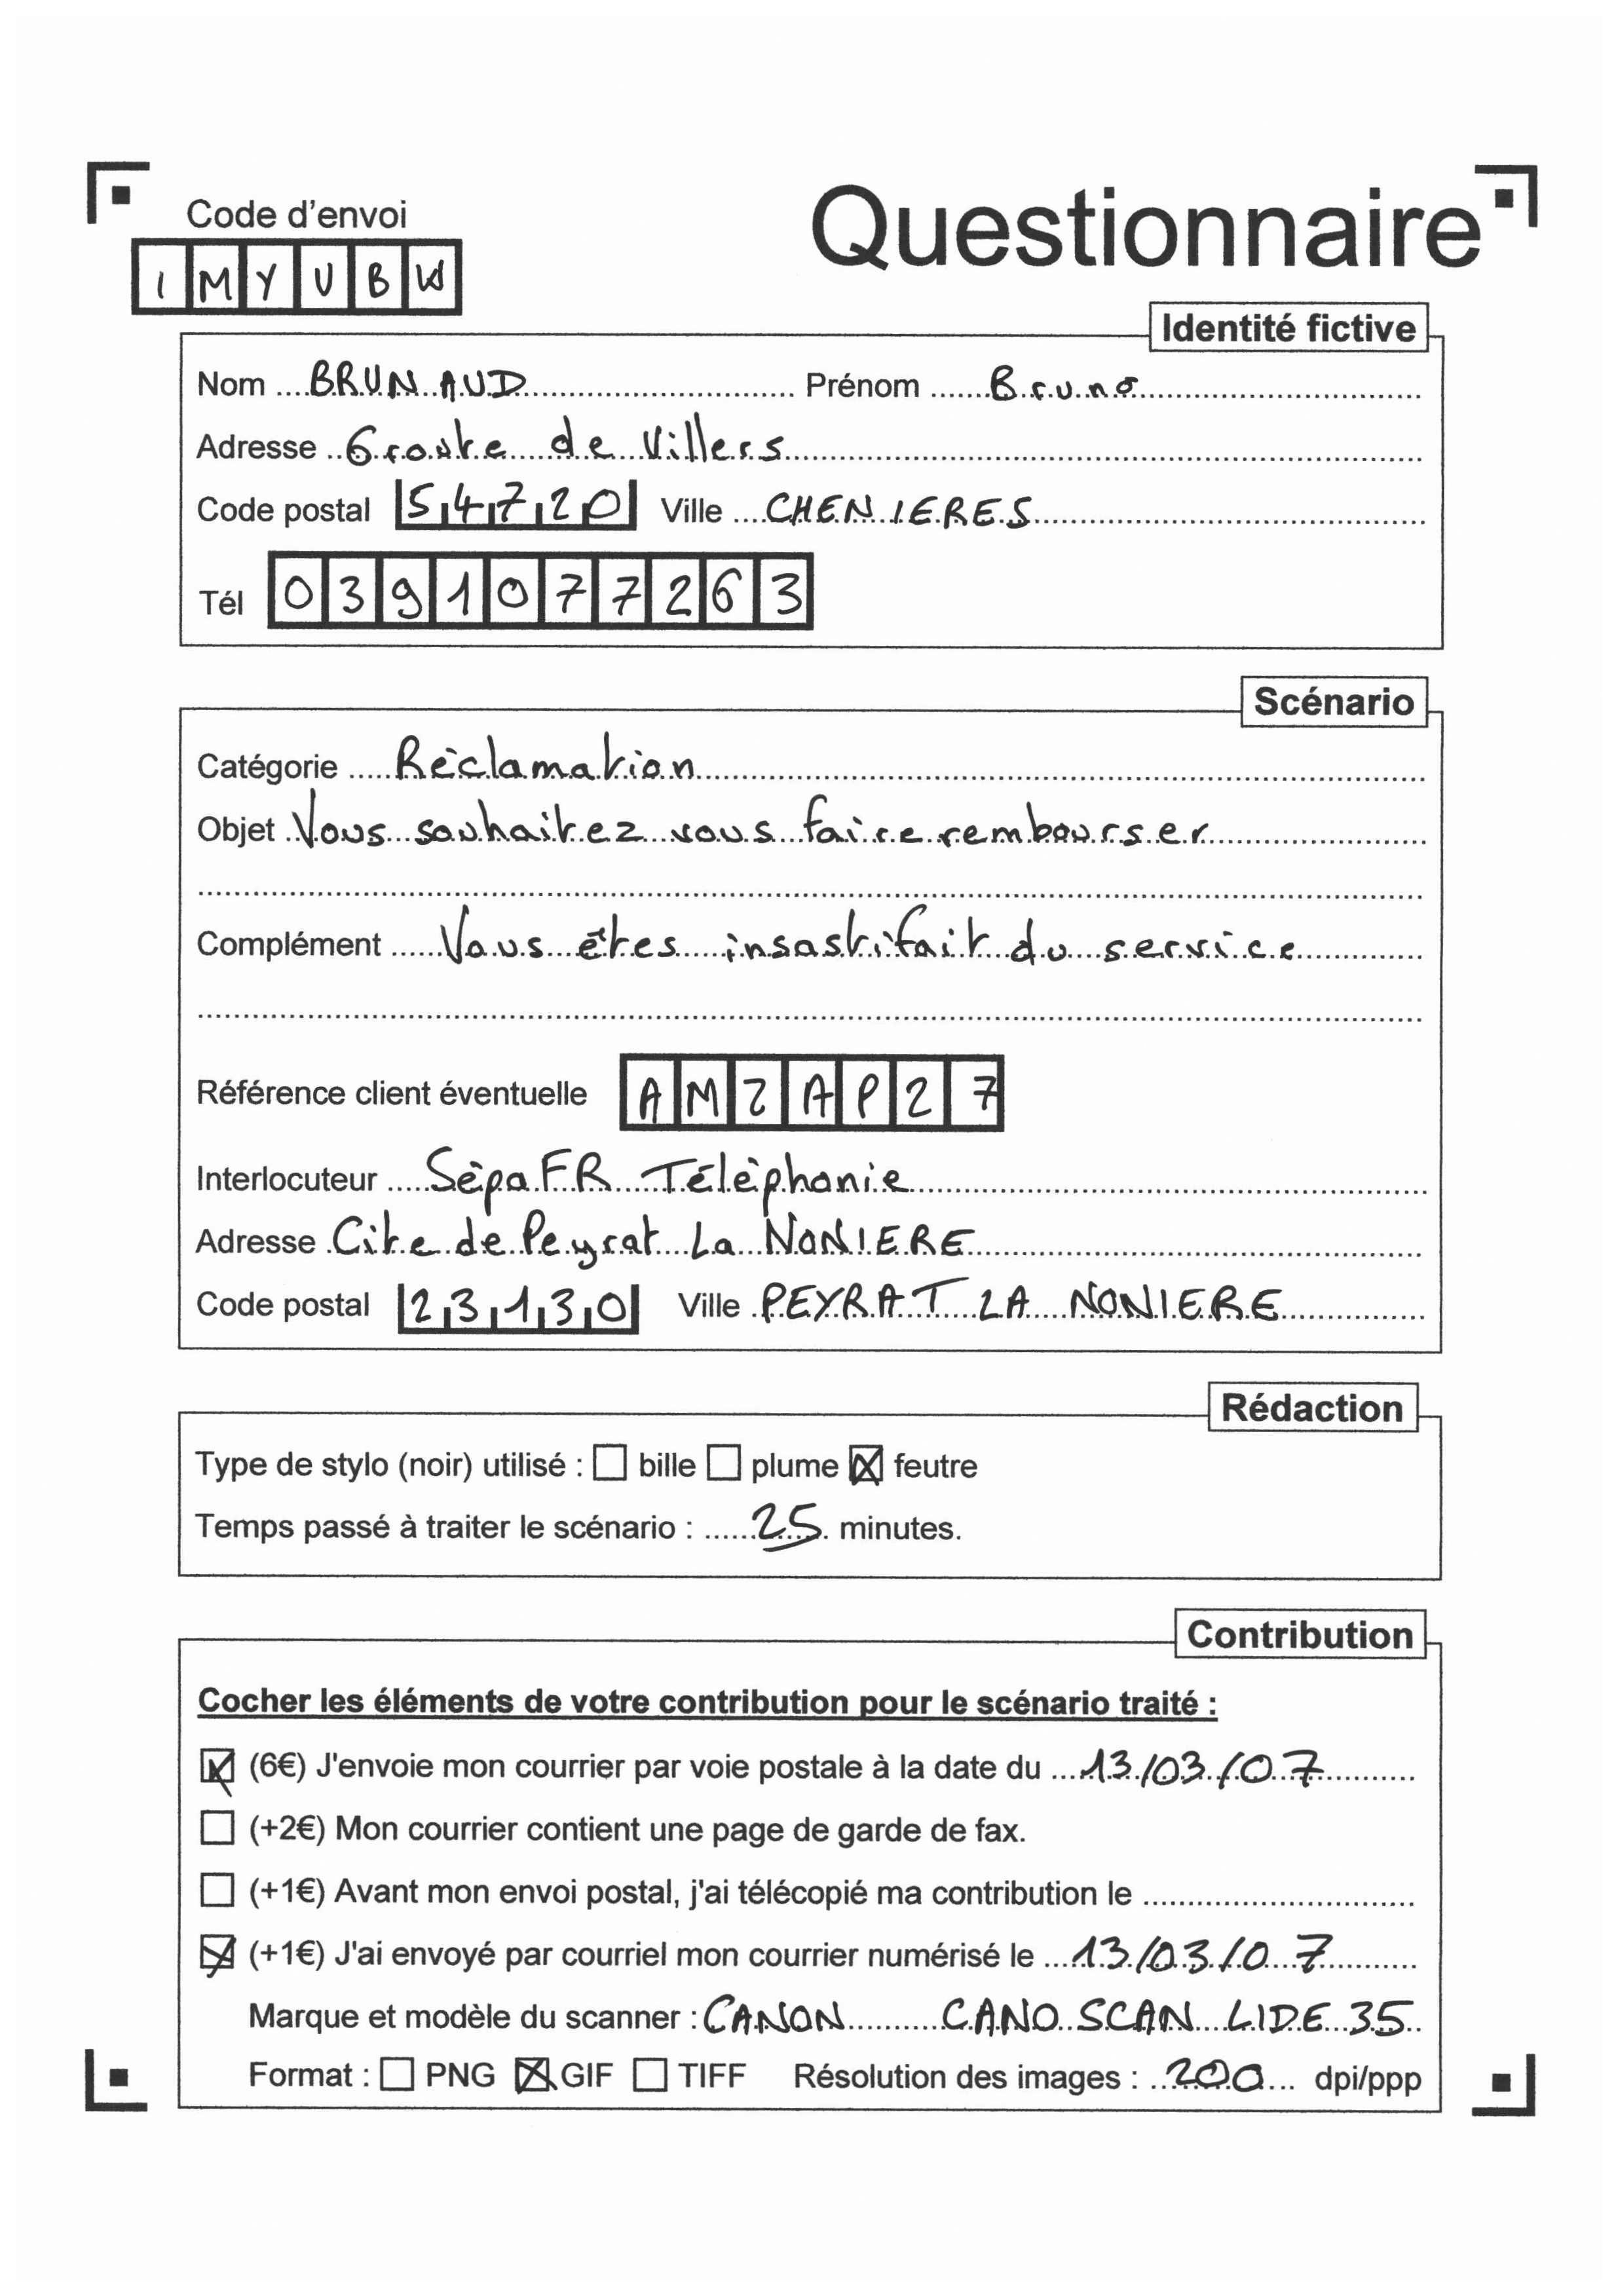 Code d'envoi
Questionnaire
IMYUBW
Identité fictive
Nom BRUNAUD Prénom Bruno
Adresse 6 route de Villers
Code postal 54720 Ville CHENIERES
Tél 0391077263
Scénario
Catégorie Réclamation
Objet Vous souhaitez vous faire rembourser
Complément Vous êtes insastifait du service
Référence client éventuelle AMZAP27
Interlocuteur SépaFR Téléphonie
Adresse Cite de Peyrat La NONIERE
Code postal 23130 Ville PEYRAT LA NONIERE
Rédaction
Type de stylo (noir) utilisé : ☐ bille ☐ plume ☒ feutre
Temps passé à traiter le scénario : 25 minutes.
Contribution
Cocher les éléments de votre contribution pour le scénario traité :
☒ (6€) J'envoie mon courrier par voie postale à la date du 13/03/07
☐ (+2€) Mon courrier contient une page de garde de fax.
☐ (+1€) Avant mon envoi postal, j'ai télécopié ma contribution le
☒ (+1€) J'ai envoyé par courriel mon courrier numérisé le 13/03/07
Marque et modèle du scanner : CANON CANO SCAN LIDE 35
Format : ☐ PNG ☒ GIF ☐ TIFF Résolution des images : 200 dpi/ppp